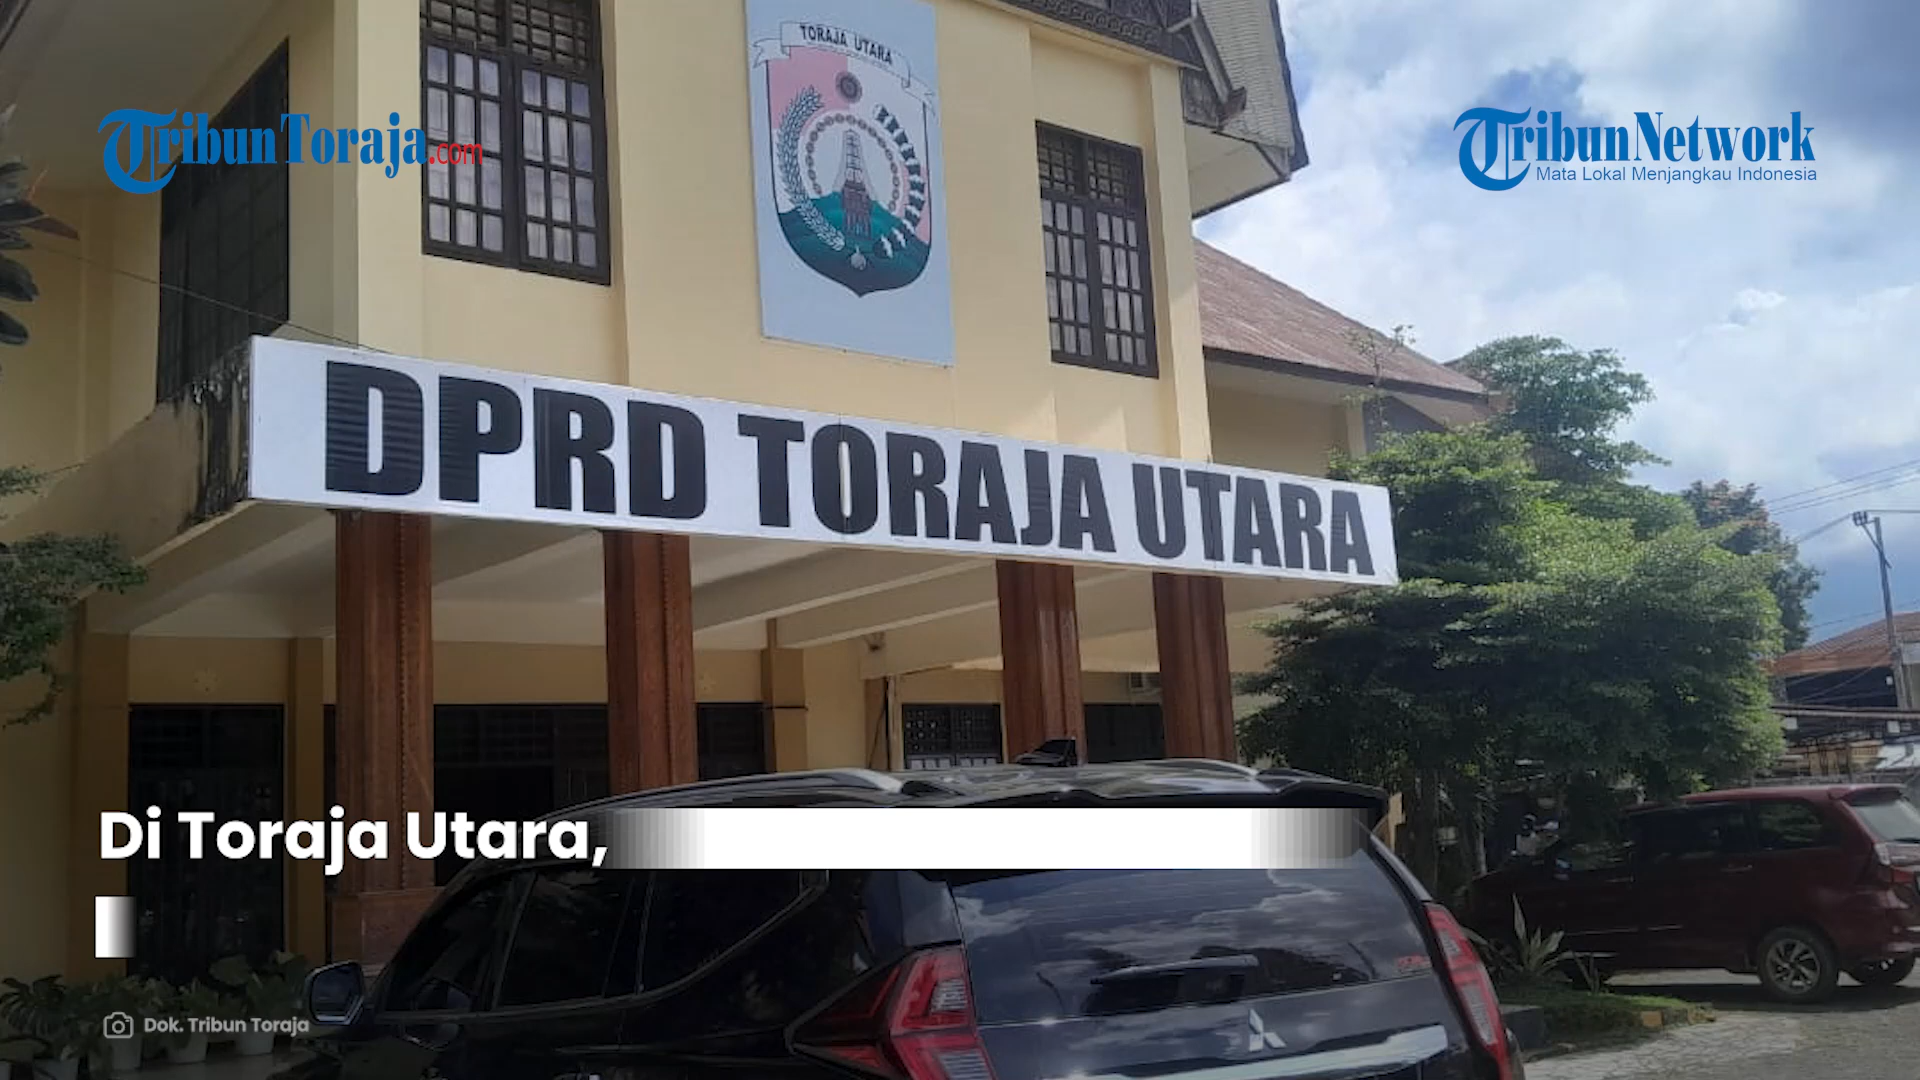 TORAJA UTARA
TribunToraja.com
TribunNetwork
Mata Lokal Menjangkau Indonesia
DPRD TORAJA UTARA
Di Toraja Utara,
Dok. Tribun Toraja